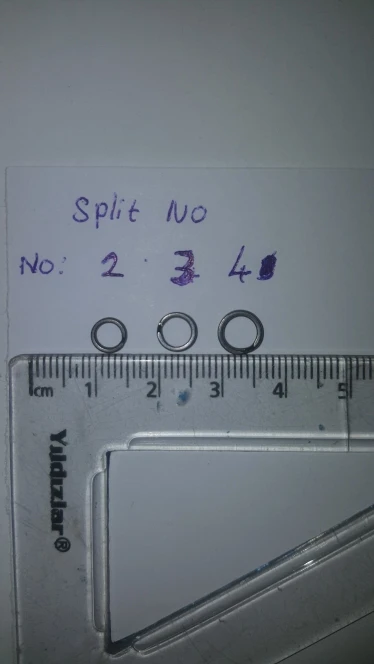 Split No
No: 2 3 4
cm 1 2 3 4 5
Yıldızlar®